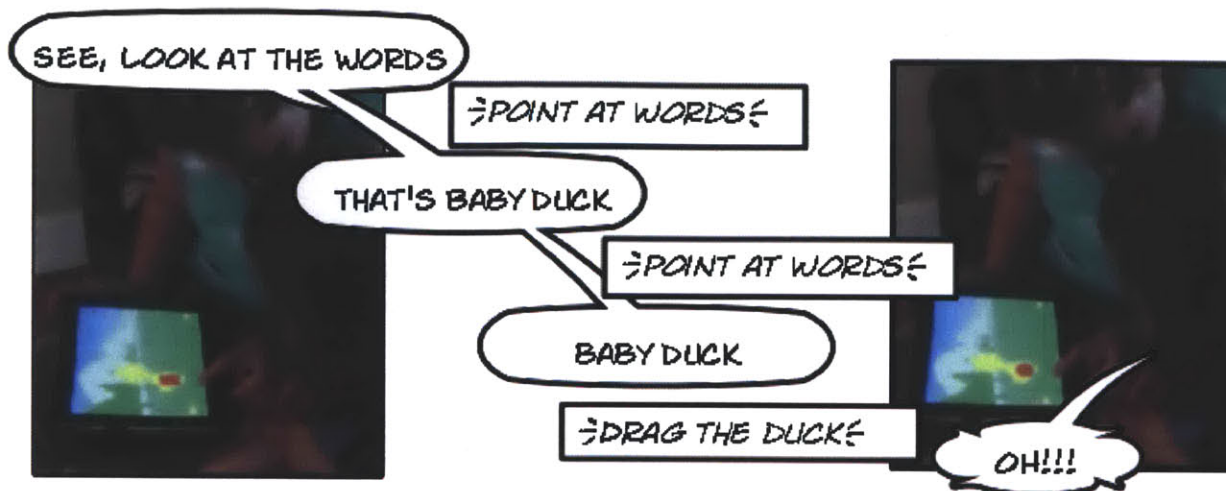 SEE, LOOK AT THE WORDS
POINT AT WORDS
THAT'S BABY DUCK
POINT AT WORDS
BABY DUCK
DRAG THE DUCK
OH!!!